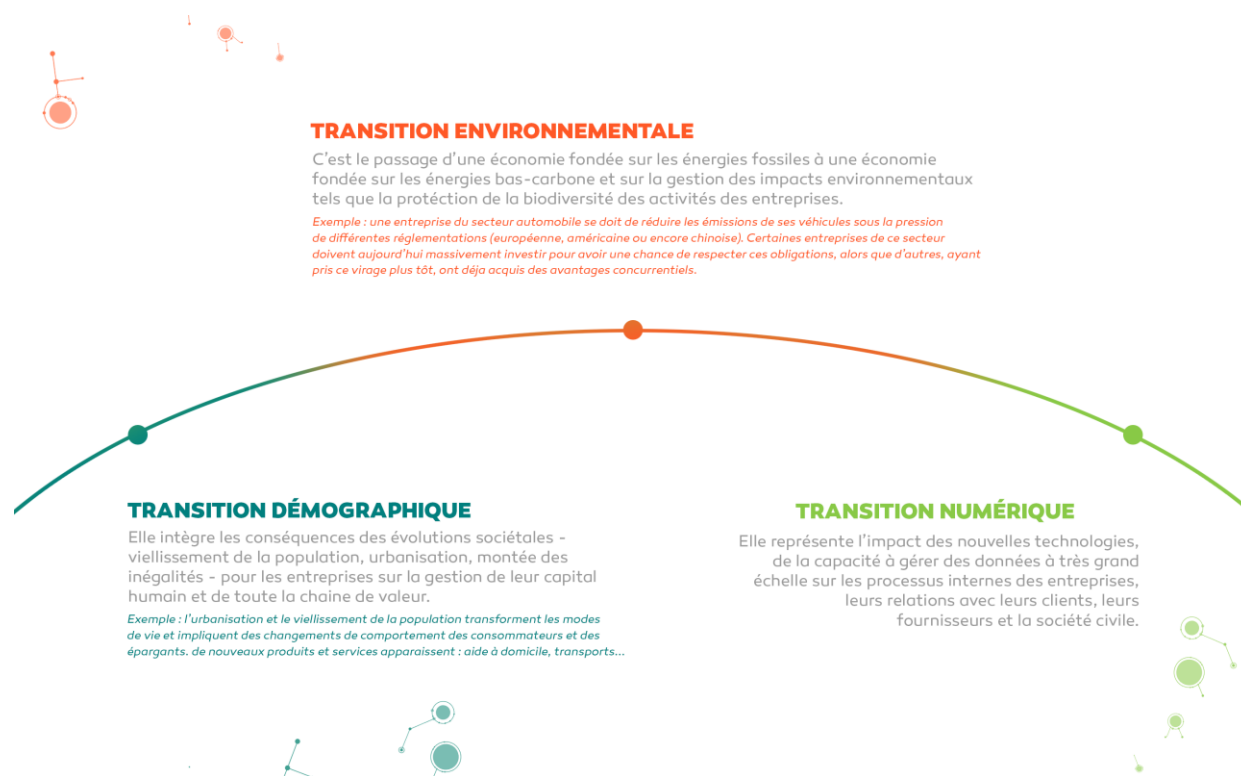 TRANSITION ENVIRONNEMENTALE
C'est le passage d'une économie fondée sur les énergies fossiles à une économie
fondée sur les énergies bas-carbone et sur la gestion des impacts environnementaux
tels que la protéction de la biodiversité des activités des entreprises.
Exemple : une entreprise du secteur automobile se doit de réduire les émissions de ses véhicules sous la pression
de différentes réglementations (européenne, américaine ou encore chinoise). Certaines entreprises de ce secteur
doivent aujourd'hui massivement investir pour avoir une chance de respecter ces obligations, alors que d'autres, ayant
pris ce virage plus tôt, ont déja acquis des avantages concurrentiels.
TRANSITION DÉMOGRAPHIQUE
Elle intègre les conséquences des évolutions sociétales -
viellissement de la population, urbanisation, montée des
inégalités - pour les entreprises sur la gestion de leur capital
humain et de toute la chaine de valeur.
Exemple : l'urbanisation et le viellissement de la population transforment les modes
de vie et impliquent des changements de comportement des consommateurs et des
épargants. de nouveaux produits et services apparaissent : aide à domicile, transports...
TRANSITION NUMÉRIQUE
Elle représente l'impact des nouvelles technologies,
de la capacité à gérer des données à très grand
échelle sur les processus internes des entreprises,
leurs relations avec leurs clients, leurs
fournisseurs et la société civile.